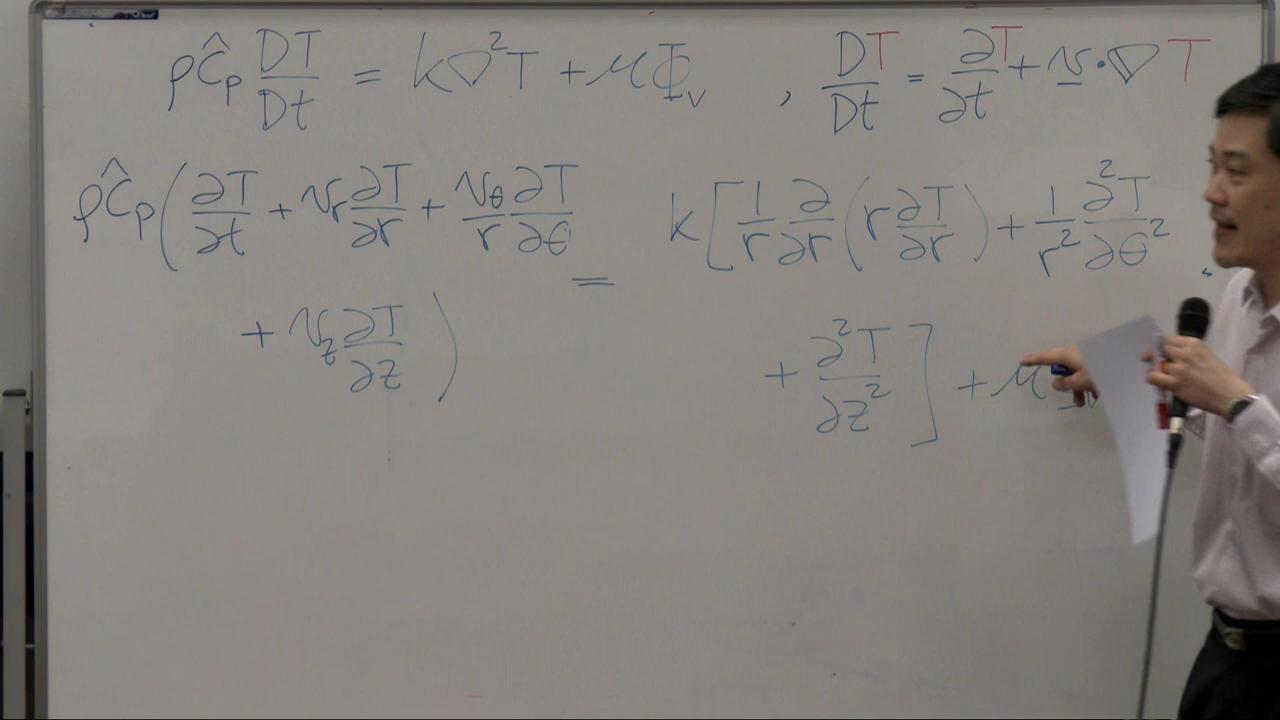 ρĈp DT/Dt = k∇²T + μΦv , DT/Dt = ∂T/∂t + v·∇T
ρĈp(∂T/∂t + vr ∂T/∂r + vθ/r ∂T/∂θ + vz ∂T/∂z) = k[1/r ∂/∂r(r ∂T/∂r) + 1/r² ∂²T/∂θ² + ∂²T/∂z²] + μ